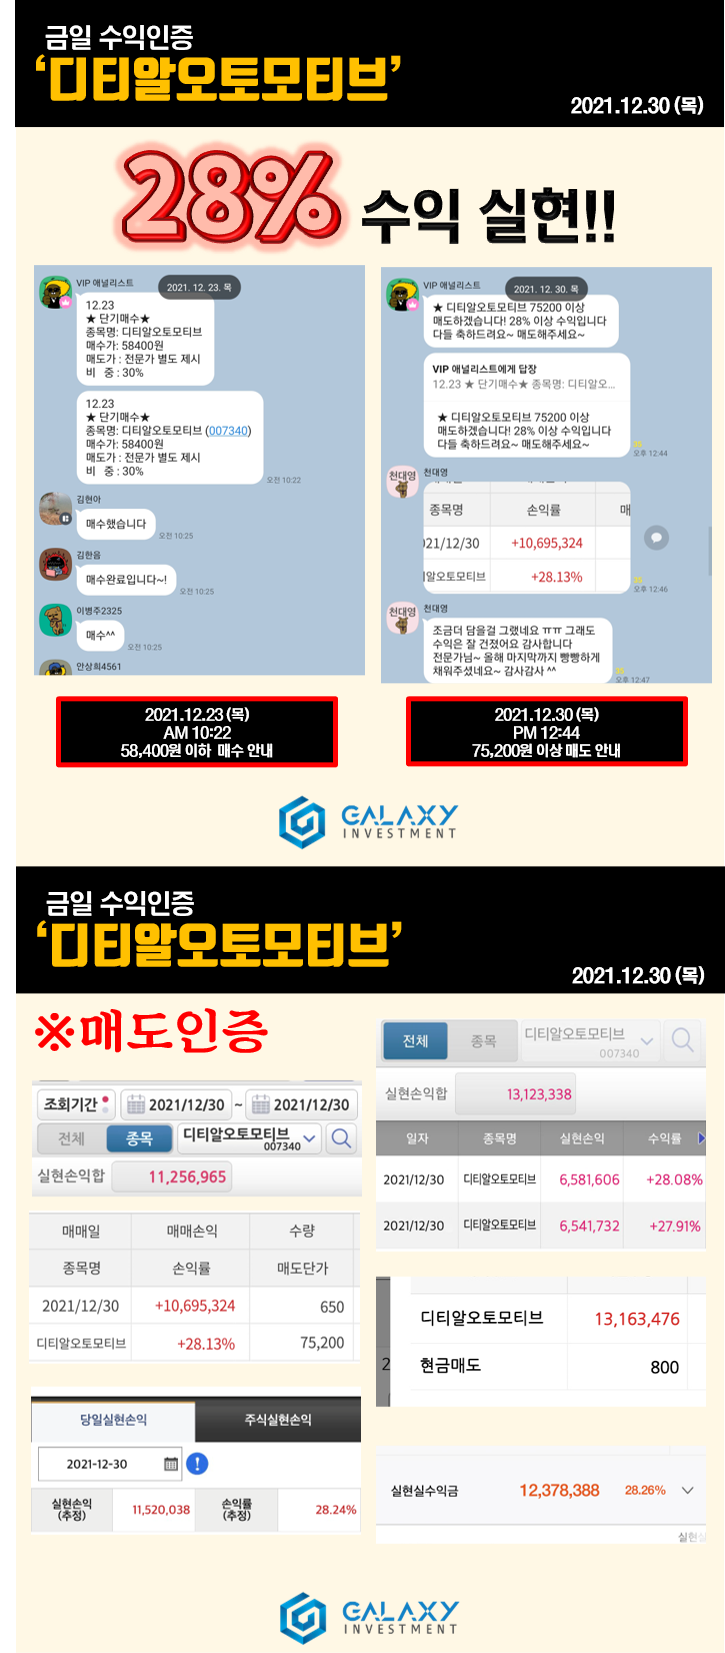 금일 수익인증
‘디티알오토모티브’
2021.12.30 (목)
28% 수익 실현!!
VIP 애널리스트
2021. 12. 23. 목
12.23
★ 단기매수★
종목명: 디티알오토모티브
매수가: 58400원
매도가 : 전문가 별도 제시
비 중 : 30%
12.23
★ 단기매수★
종목명: 디티알오토모티브 (007340)
매수가: 58400원
매도가 : 전문가 별도 제시
비 중 : 30%
오전 10:22
김현아
매수했습니다
오전 10:25
김한음
매수완료입니다~!
오전 10:25
이병주2325
매수^^
오전 10:25
안상희4561
VIP 애널리스트
2021. 12. 30. 목
★ 디티알오토모티브 75200 이상
매도하겠습니다! 28% 이상 수익입니다
다들 축하드려요~ 매도해주세요~
VIP 애널리스트에게 답장
12.23 ★ 단기매수★ 종목명: 디티알오...
★ 디티알오토모티브 75200 이상
매도하겠습니다! 28% 이상 수익입니다
다들 축하드려요~ 매도해주세요~
오후 12:44
천대영
천대영
종목명 손익률 매
21/12/30 +10,695,324
알오토모티브 +28.13%
오후 12:46
천대영
천대영
조금더 담을걸 그랬네요 ㅠㅠ 그래도
수익은 잘 건졌어요 감사합니다
전문가님~ 올해 마지막까지 빵빵하게
채워주셨네요~ 감사감사 ^^
오후 12:47
2021.12.23 (목)
AM 10:22
58,400원 이하 매수 안내
2021.12.30 (목)
PM 12:44
75,200원 이상 매도 안내
GALAXY
INVESTMENT
금일 수익인증
‘디티알오토모티브’
2021.12.30 (목)
※매도인증
조회기간 2021/12/30 ~ 2021/12/30
전체 종목 디티알오토모티브
007340
실현손익합 11,256,965
매매일 매매손익 수량
종목명 손익률 매도단가
2021/12/30 +10,695,324 650
디티알오토모티브 +28.13% 75,200
당일실현손익 주식실현손익
2021-12-30
실현손익
(추정) 11,520,038 손익률
(추정) 28.24%
전체 종목 디티알오토모티브
007340
실현손익합 13,123,338
일자 종목명 실현손익 수익률
2021/12/30 디티알오토모티브 6,581,606 +28.08%
2021/12/30 디티알오토모티브 6,541,732 +27.91%
디티알오토모티브 13,163,476
2 현금매도 800
실현실수익금 12,378,388 28.26%
실현
GALAXY
INVESTMENT